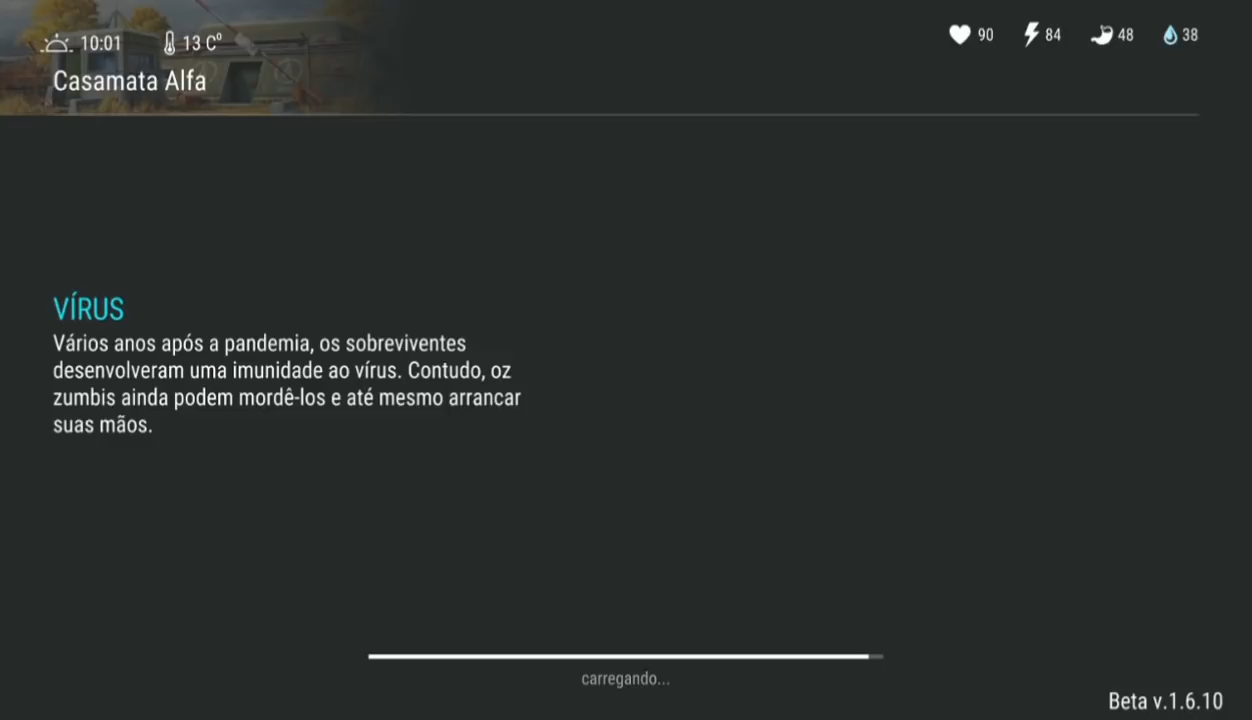 10:01 13 Cº
90 84 48 38
Casamata Alfa
VÍRUS
Vários anos após a pandemia, os sobreviventes
desenvolveram uma imunidade ao vírus. Contudo, oz
zumbis ainda podem mordê-los e até mesmo arrancar
suas mãos.
carregando...
Beta v.1.6.10